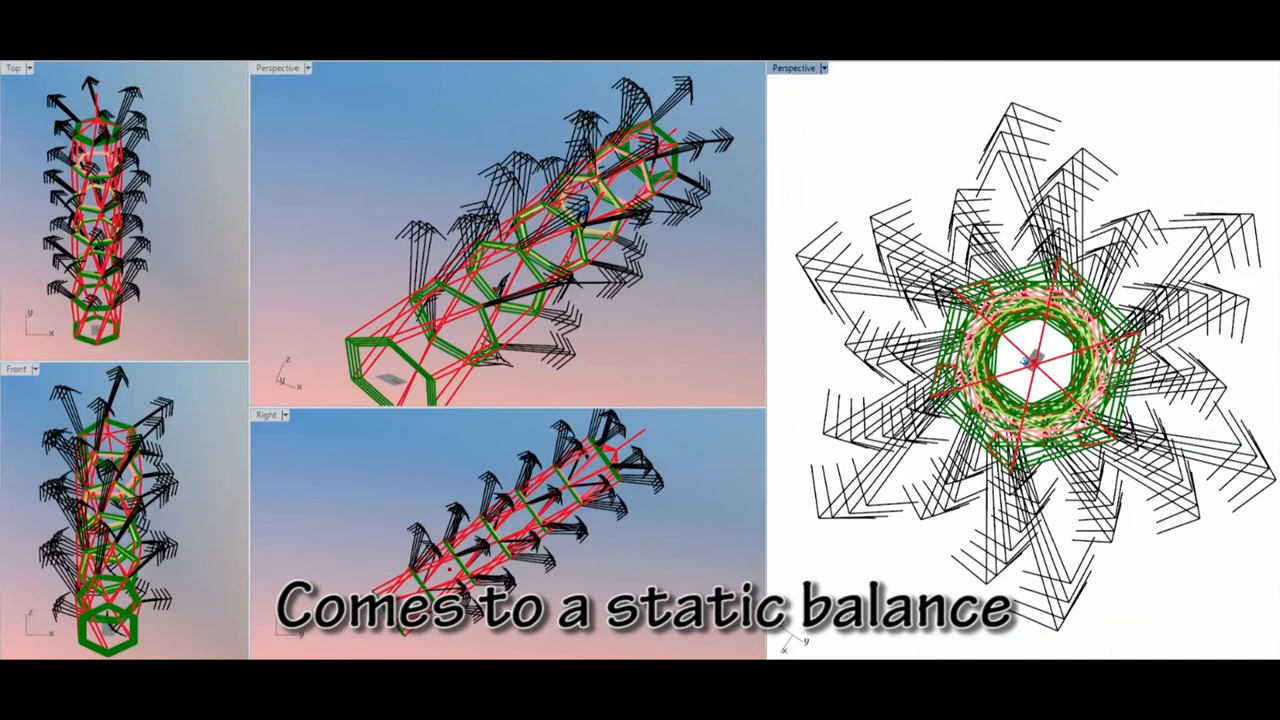 Top
Perspective
Perspective
y
x
z
y
x
Front
Right
z
x
y
y
x
Comes to a static balance